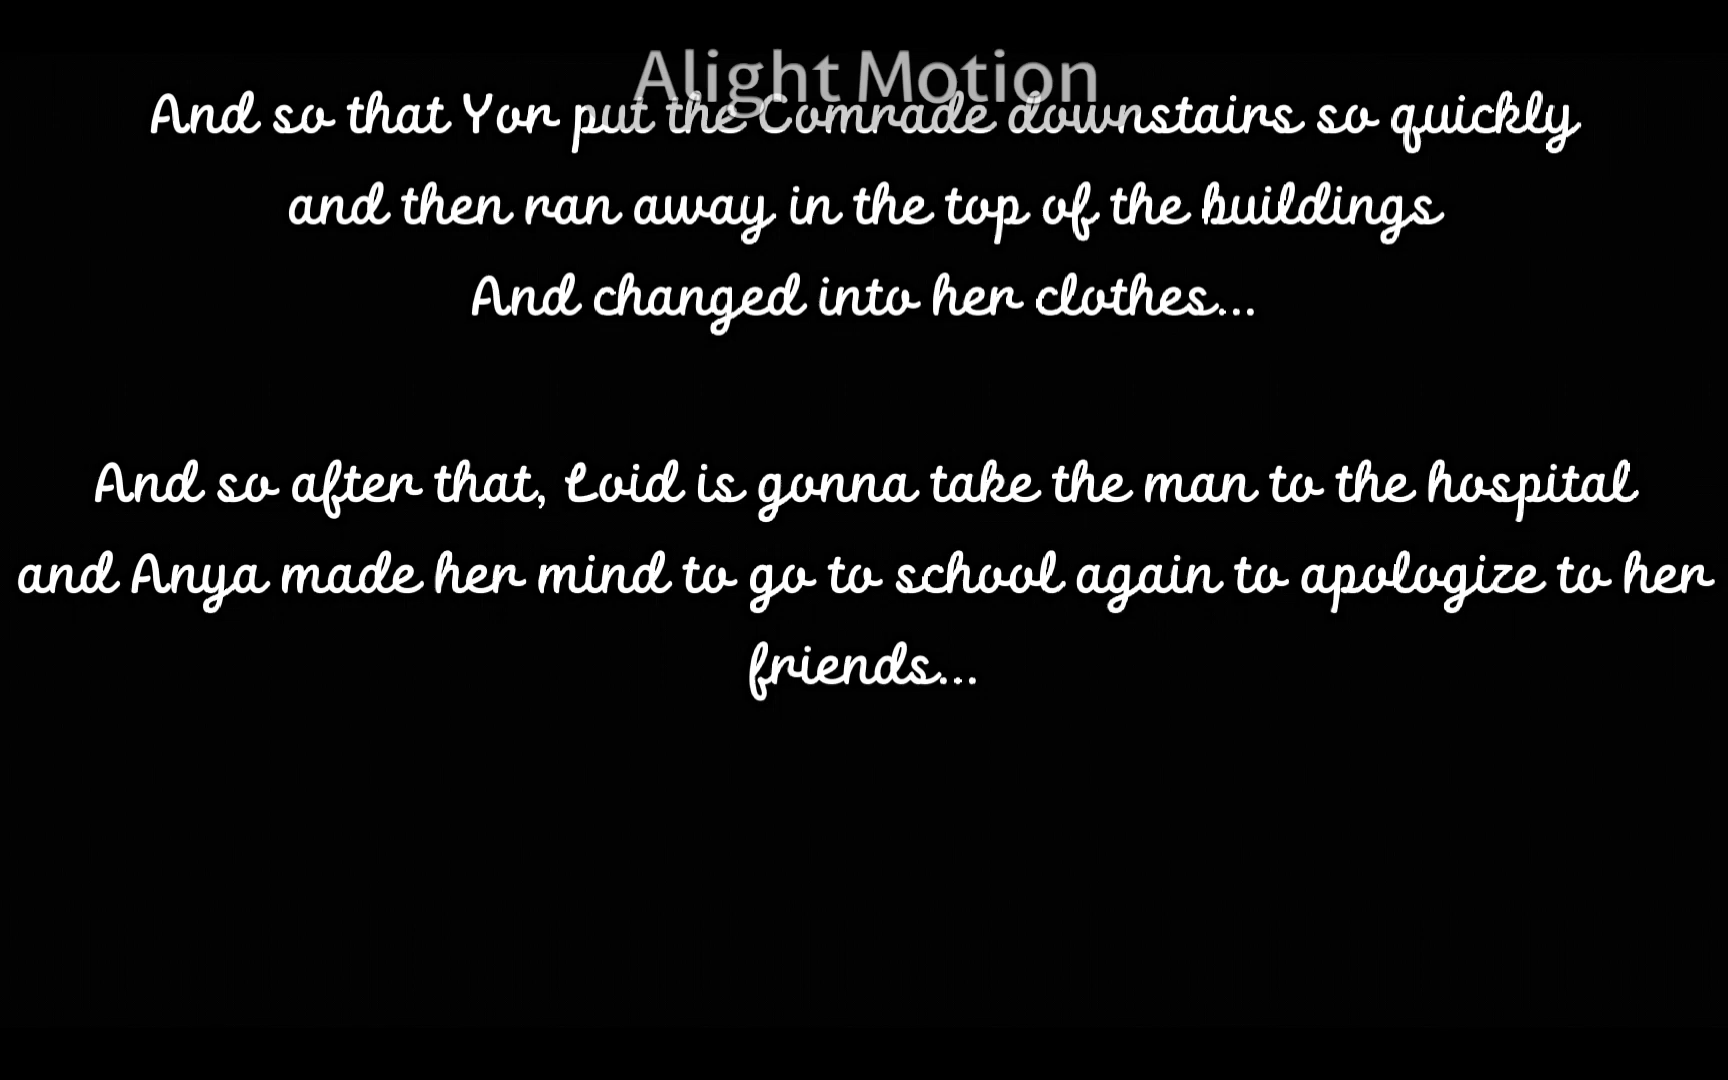 Alight Motion
And so that Yor put the Comrade downstairs so quickly
and then ran away in the top of the buildings
And changed into her clothes...
And so after that, Loid is gonna take the man to the hospital
and Anya made her mind to go to school again to apologize to her
friends...